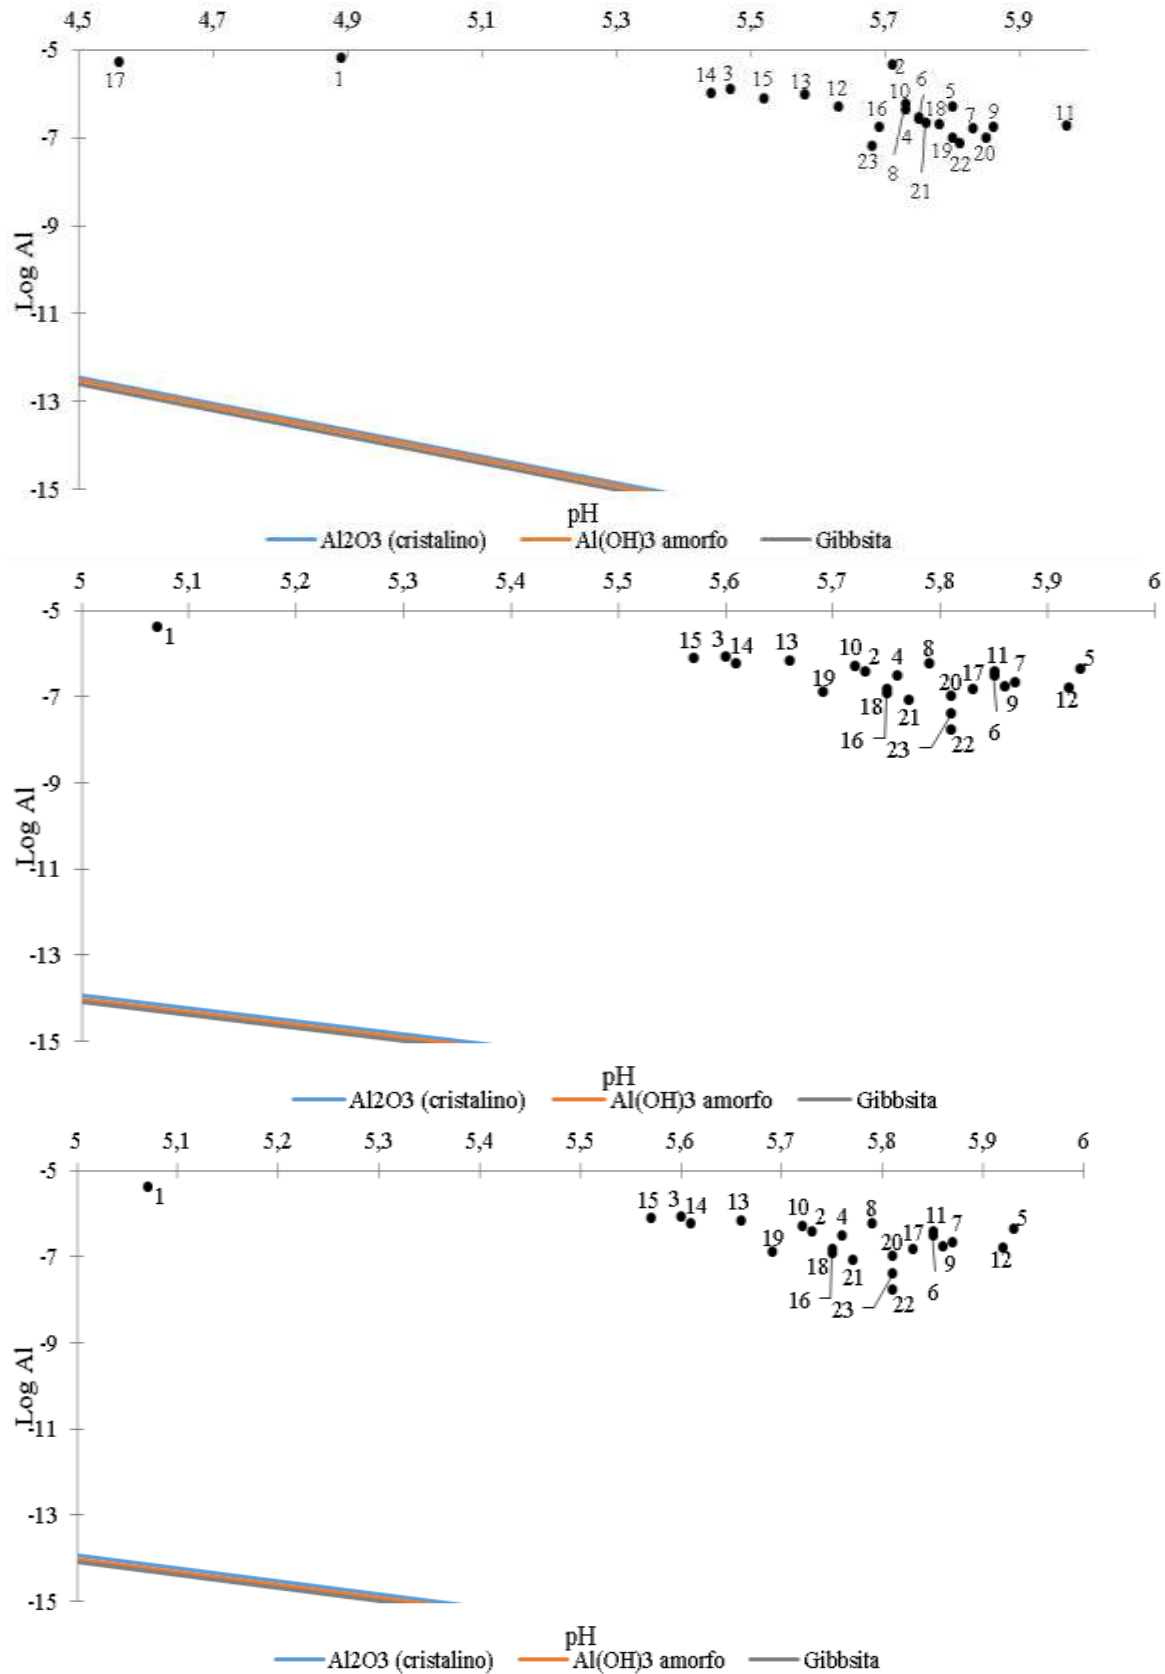 4,5 4,7 4,9 5,1 5,3 5,5 5,7 5,9
-5
17 1 14 3 15 13 12 2 6 5
16 10 18 7 9 11
-7
23 4 19 22 20
8 21
-9
Log Al
-11
-13
-15
pH
Al2O3 (cristalino) Al(OH)3 amorfo Gibbsita
5 5,1 5,2 5,3 5,4 5,5 5,6 5,7 5,8 5,9 6
-5
1 15 3 14 13 10 2 4 8 11 7 5
19 20 17
-7
18 21 9 12
16 23 22 6
-9
Log Al
-11
-13
-15
pH
Al2O3 (cristalino) Al(OH)3 amorfo Gibbsita
5 5,1 5,2 5,3 5,4 5,5 5,6 5,7 5,8 5,9 6
-5
1 15 3 14 13 10 2 4 8 11 7 5
19 20 17
-7
18 21 9 12
16 23 22 6
-9
Log Al
-11
-13
-15
pH
Al2O3 (cristalino) Al(OH)3 amorfo Gibbsita